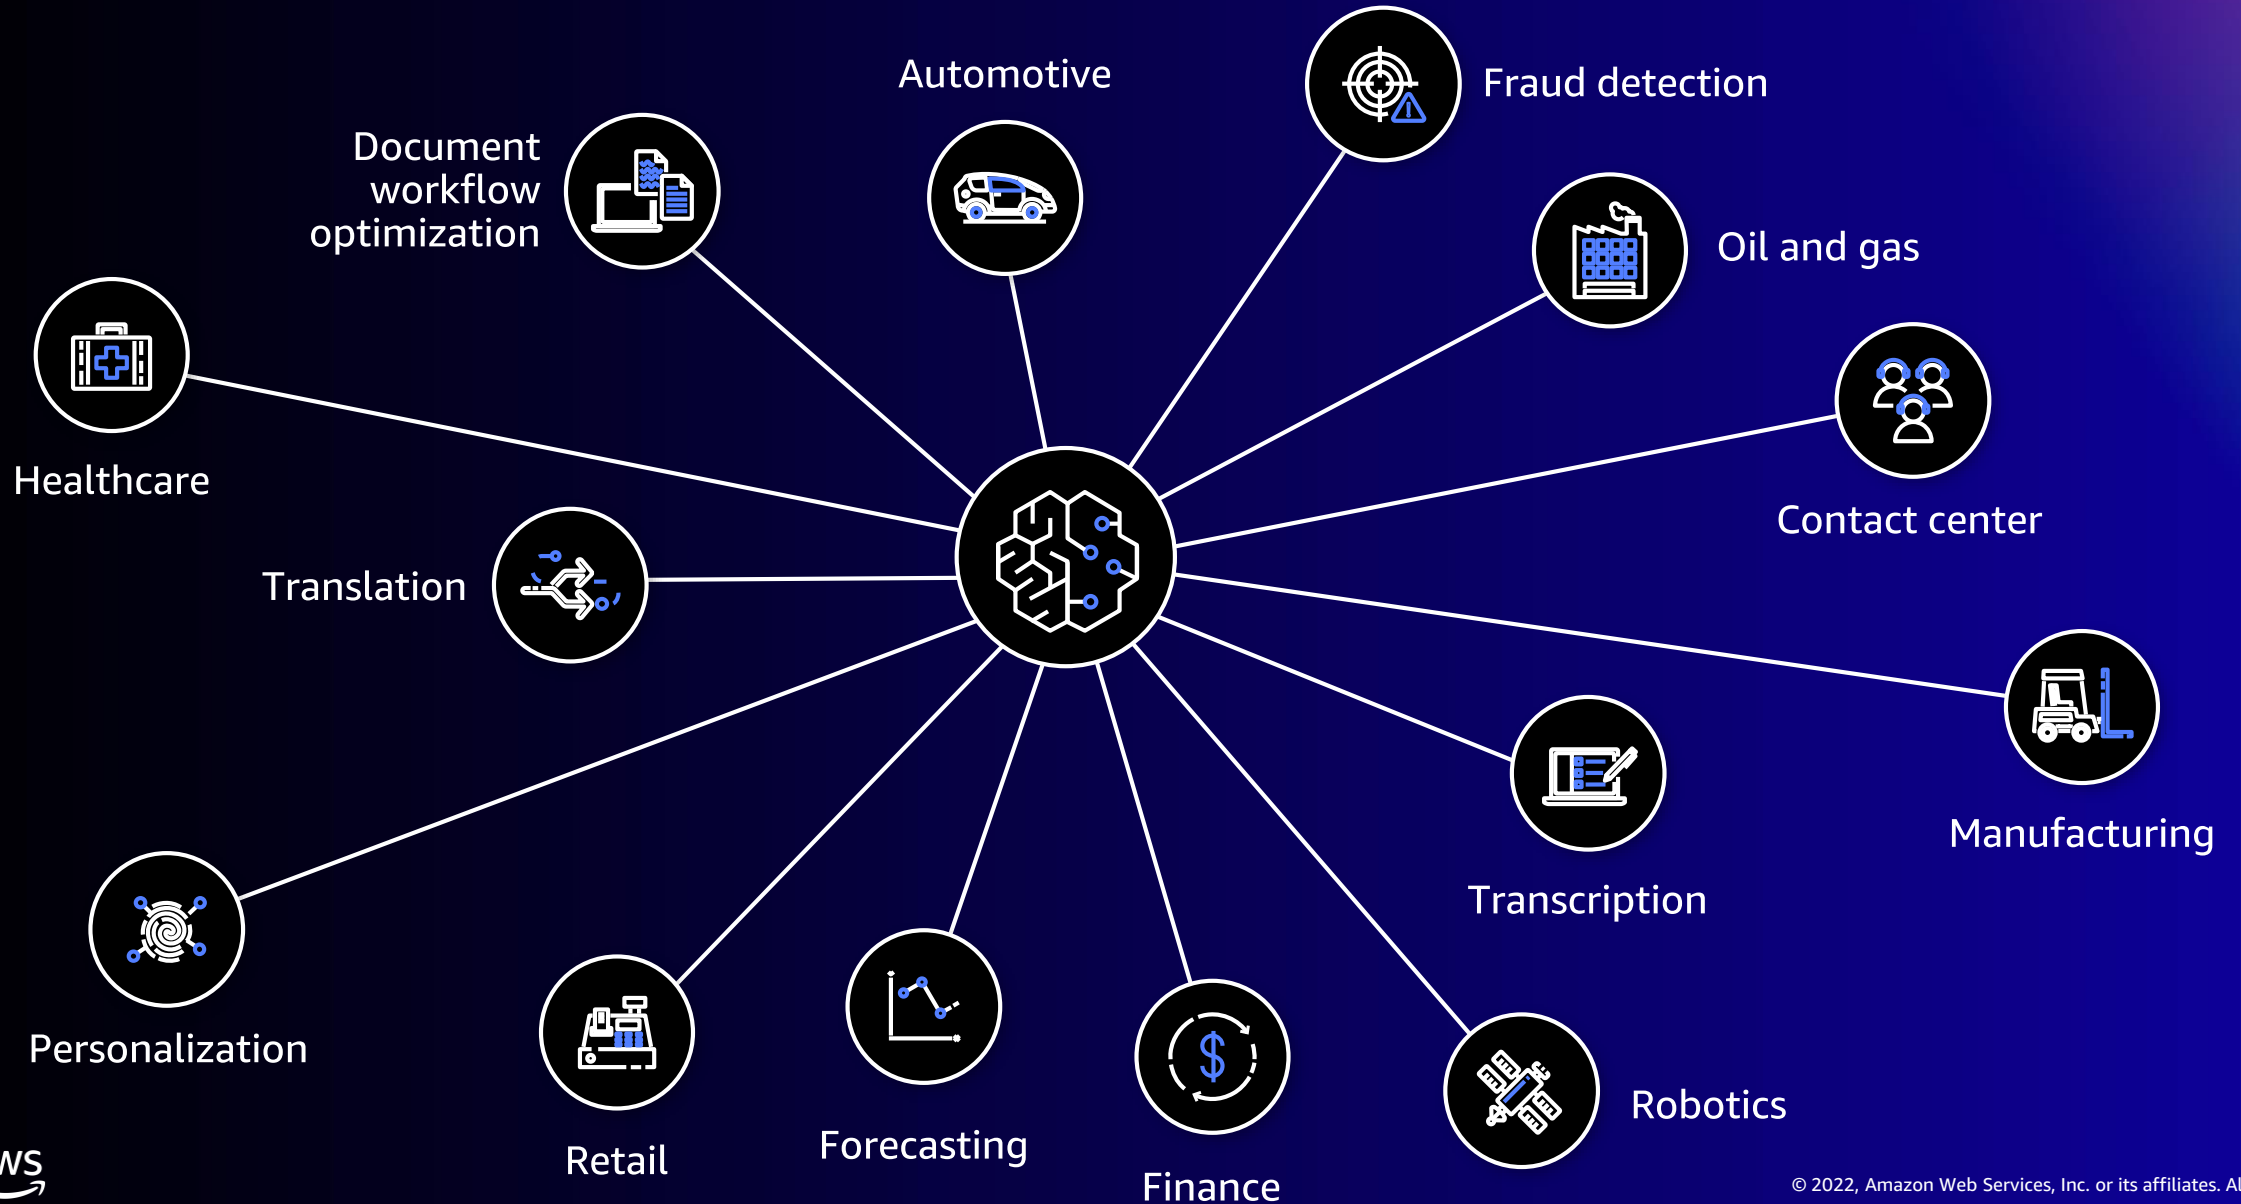 Automotive
Fraud detection
Document
workflow
optimization
Oil and gas
Healthcare
Contact center
Translation
Manufacturing
Transcription
Personalization
Retail
Forecasting
Finance
Robotics
© 2022, Amazon Web Services, Inc. or its affiliates.